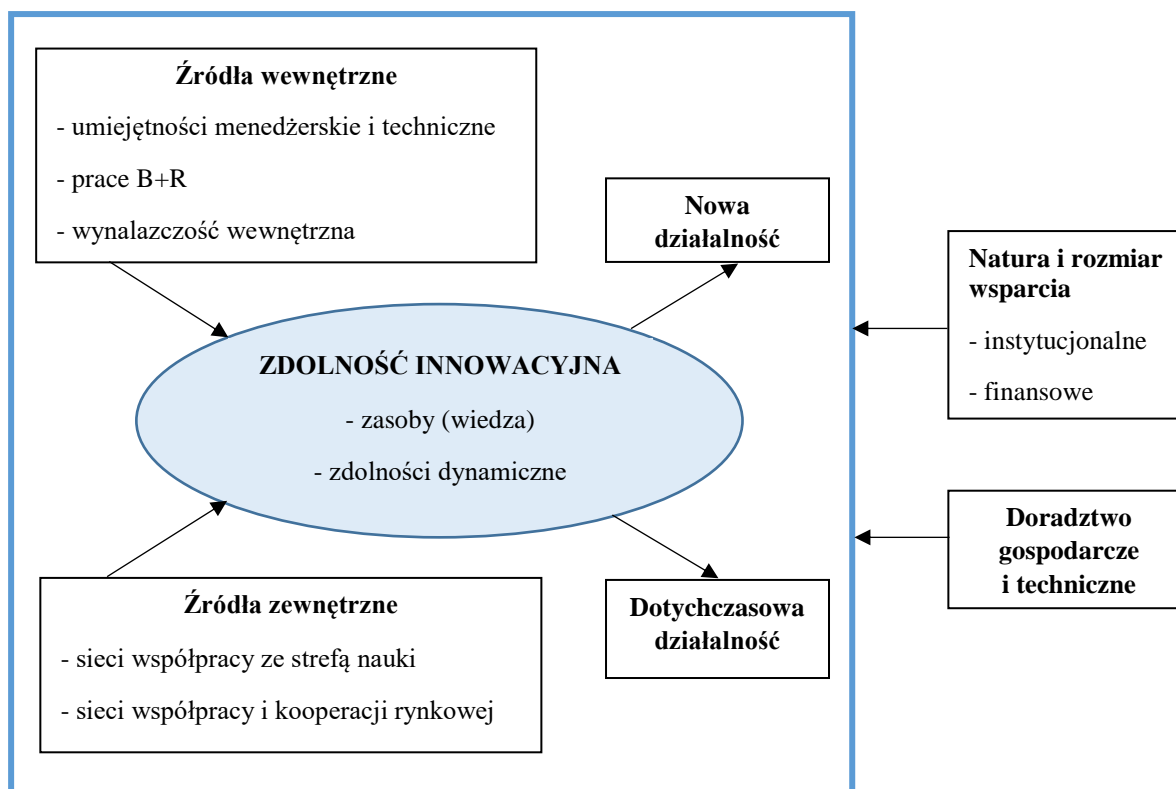 Źródła wewnętrzne
- umiejętności menedżerskie i techniczne
- prace B+R
- wynalazczość wewnętrzna
Nowa
działalność
Natura i rozmiar
wsparcia
- instytucjonalne
- finansowe
ZDOLNOŚĆ INNOWACYJNA
- zasoby (wiedza)
- zdolności dynamiczne
Doradztwo
gospodarcze
i techniczne
Źródła zewnętrzne
- sieci współpracy ze strefą nauki
- sieci współpracy i kooperacji rynkowej
Dotychczasowa
działalność